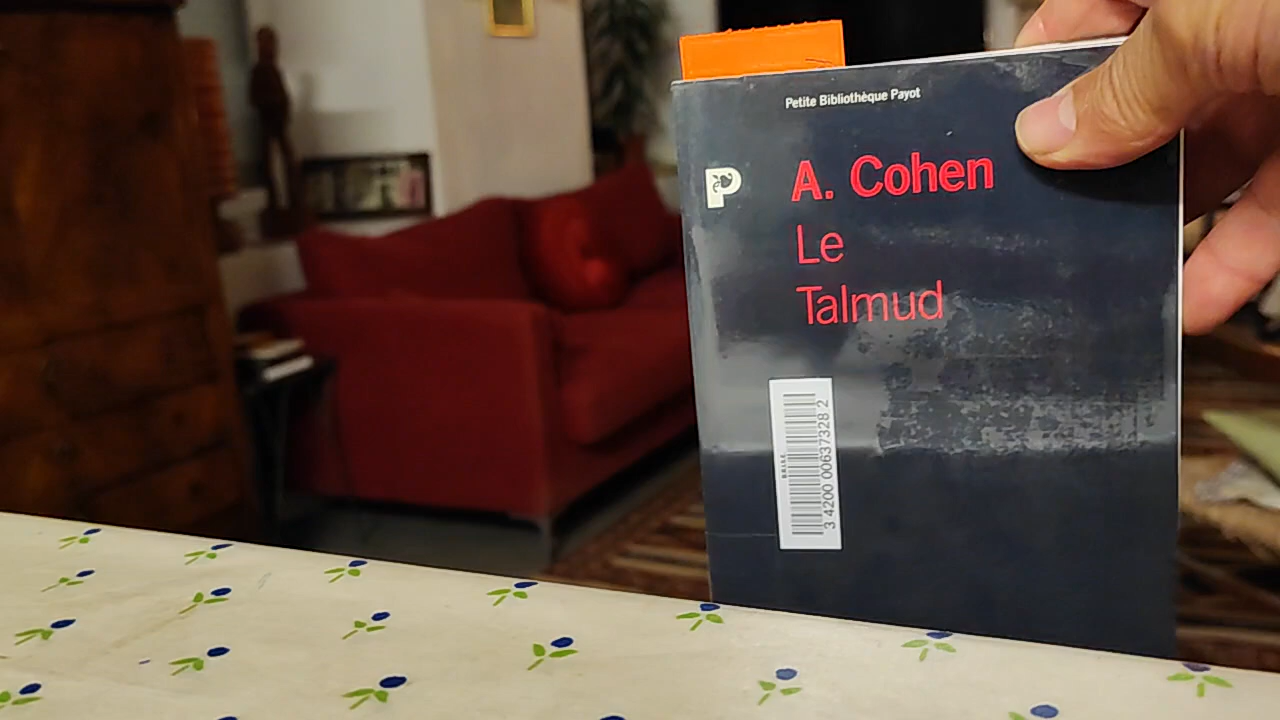 Petite Bibliothèque Payot
P
A. Cohen
Le
Talmud
3 4200 00637328 2